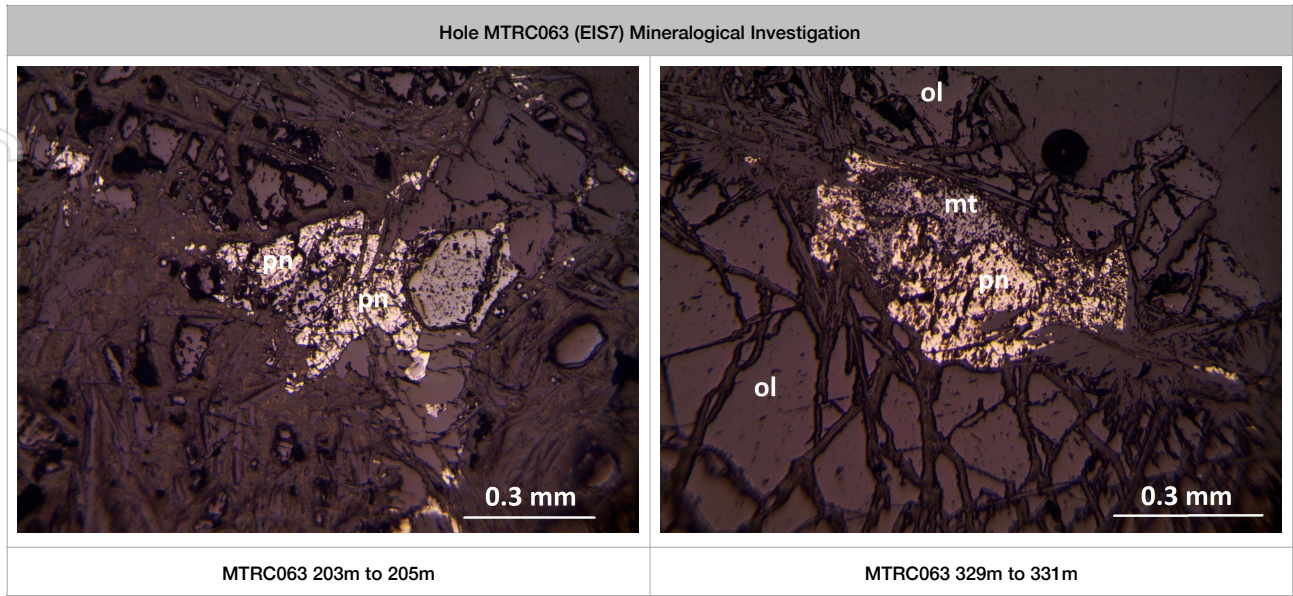 Hole MTRC063 (EIS7) Mineralogical Investigation
pn
pn
0.3 mm
ol
mt
pn
ol
0.3 mm
MTRC063 203m to 205m
MTRC063 329m to 331m